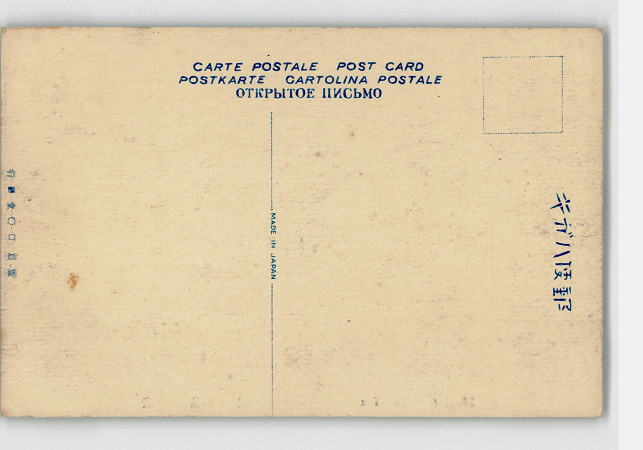 CARTE POSTALE POST CARD
POSTKARTE CARTOLINA POSTALE
ОТКРЫТОЕ ПИСЬМО
MADE IN JAPAN
キガハ便郵